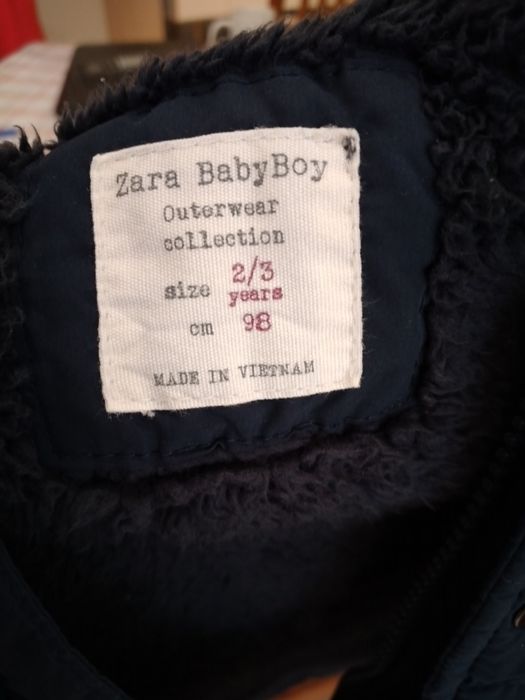 Zara BabyBoy
Outerwear
collection
size 2/3
years
cm 98
MADE IN VIETNAM